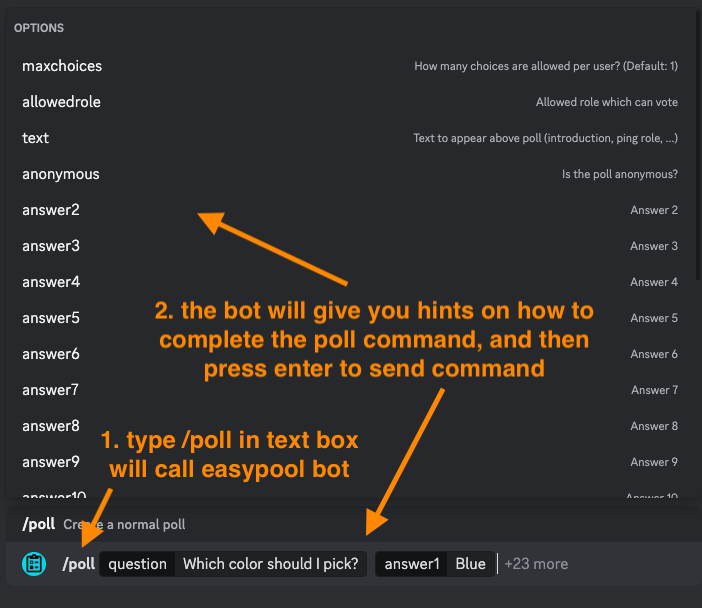 OPTIONS
maxchoices How many choices are allowed per user? (Default: 1)
allowedrole Allowed role which can vote
text Text to appear above poll (introduction, ping role, ...)
anonymous Is the poll anonymous?
answer2 Answer 2
answer3 Answer 3
answer4 Answer 4
answer5 Answer 5
answer6 Answer 6
answer7 Answer 7
answer8 Answer 8
answer9 Answer 9
answer10 Answer 10
2. the bot will give you hints on how to
complete the poll command, and then
press enter to send command
1. type /poll in text box
will call easypool bot
/poll Create a normal poll
/poll question Which color should I pick? answer1 Blue +23 more